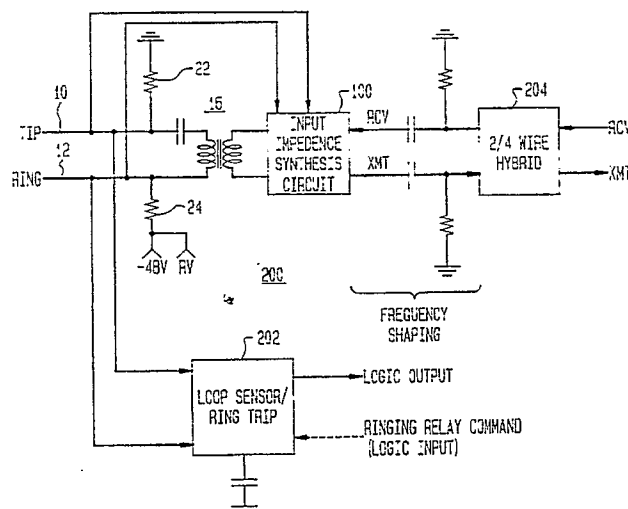 22
10
TIP
16
100
RCV
INPUT
IMPEDENCE
SYNTHESIS
CIRCUIT
XMT
204
2/4 WIRE
HYBRID
RCV
XMT
12
RING
24
-48V
RV
200
FREQUENCY
SHAPING
202
LOOP SENSOR/
RING TRIP
LOGIC OUTPUT
RINGING RELAY COMMAND
(LOGIC INPUT)